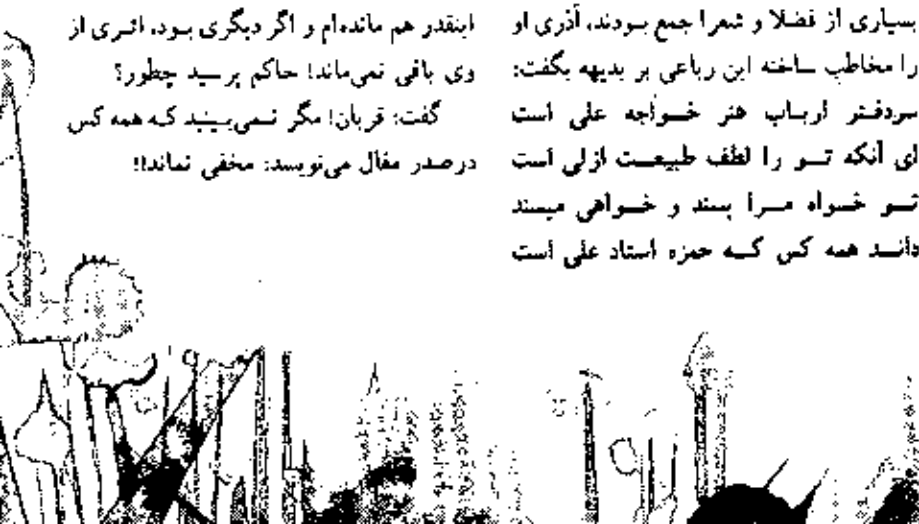 بسیاری از فضلا و شعرا جمع بودند، آذری او
را مخاطب ساخته این رباعی بر بدیهه بگفت:
سردفتر ارباب هنر خواجه علی است
ای آنکه تو را لطف طبیعت ازلی است
تو خواه مرا پسند و خواهی مپسند
داند همه کس که حمزه استاد علی است
اینقدر هم مانده‌ام و اگر دیگری بود، اثری از
وی باقی نمی‌ماند! حاکم پرسید چطور؟
گفت: قربان! مگر نمی‌بینید که همه کس
درصدر مقال می‌نویسد: مخفی نماند!!